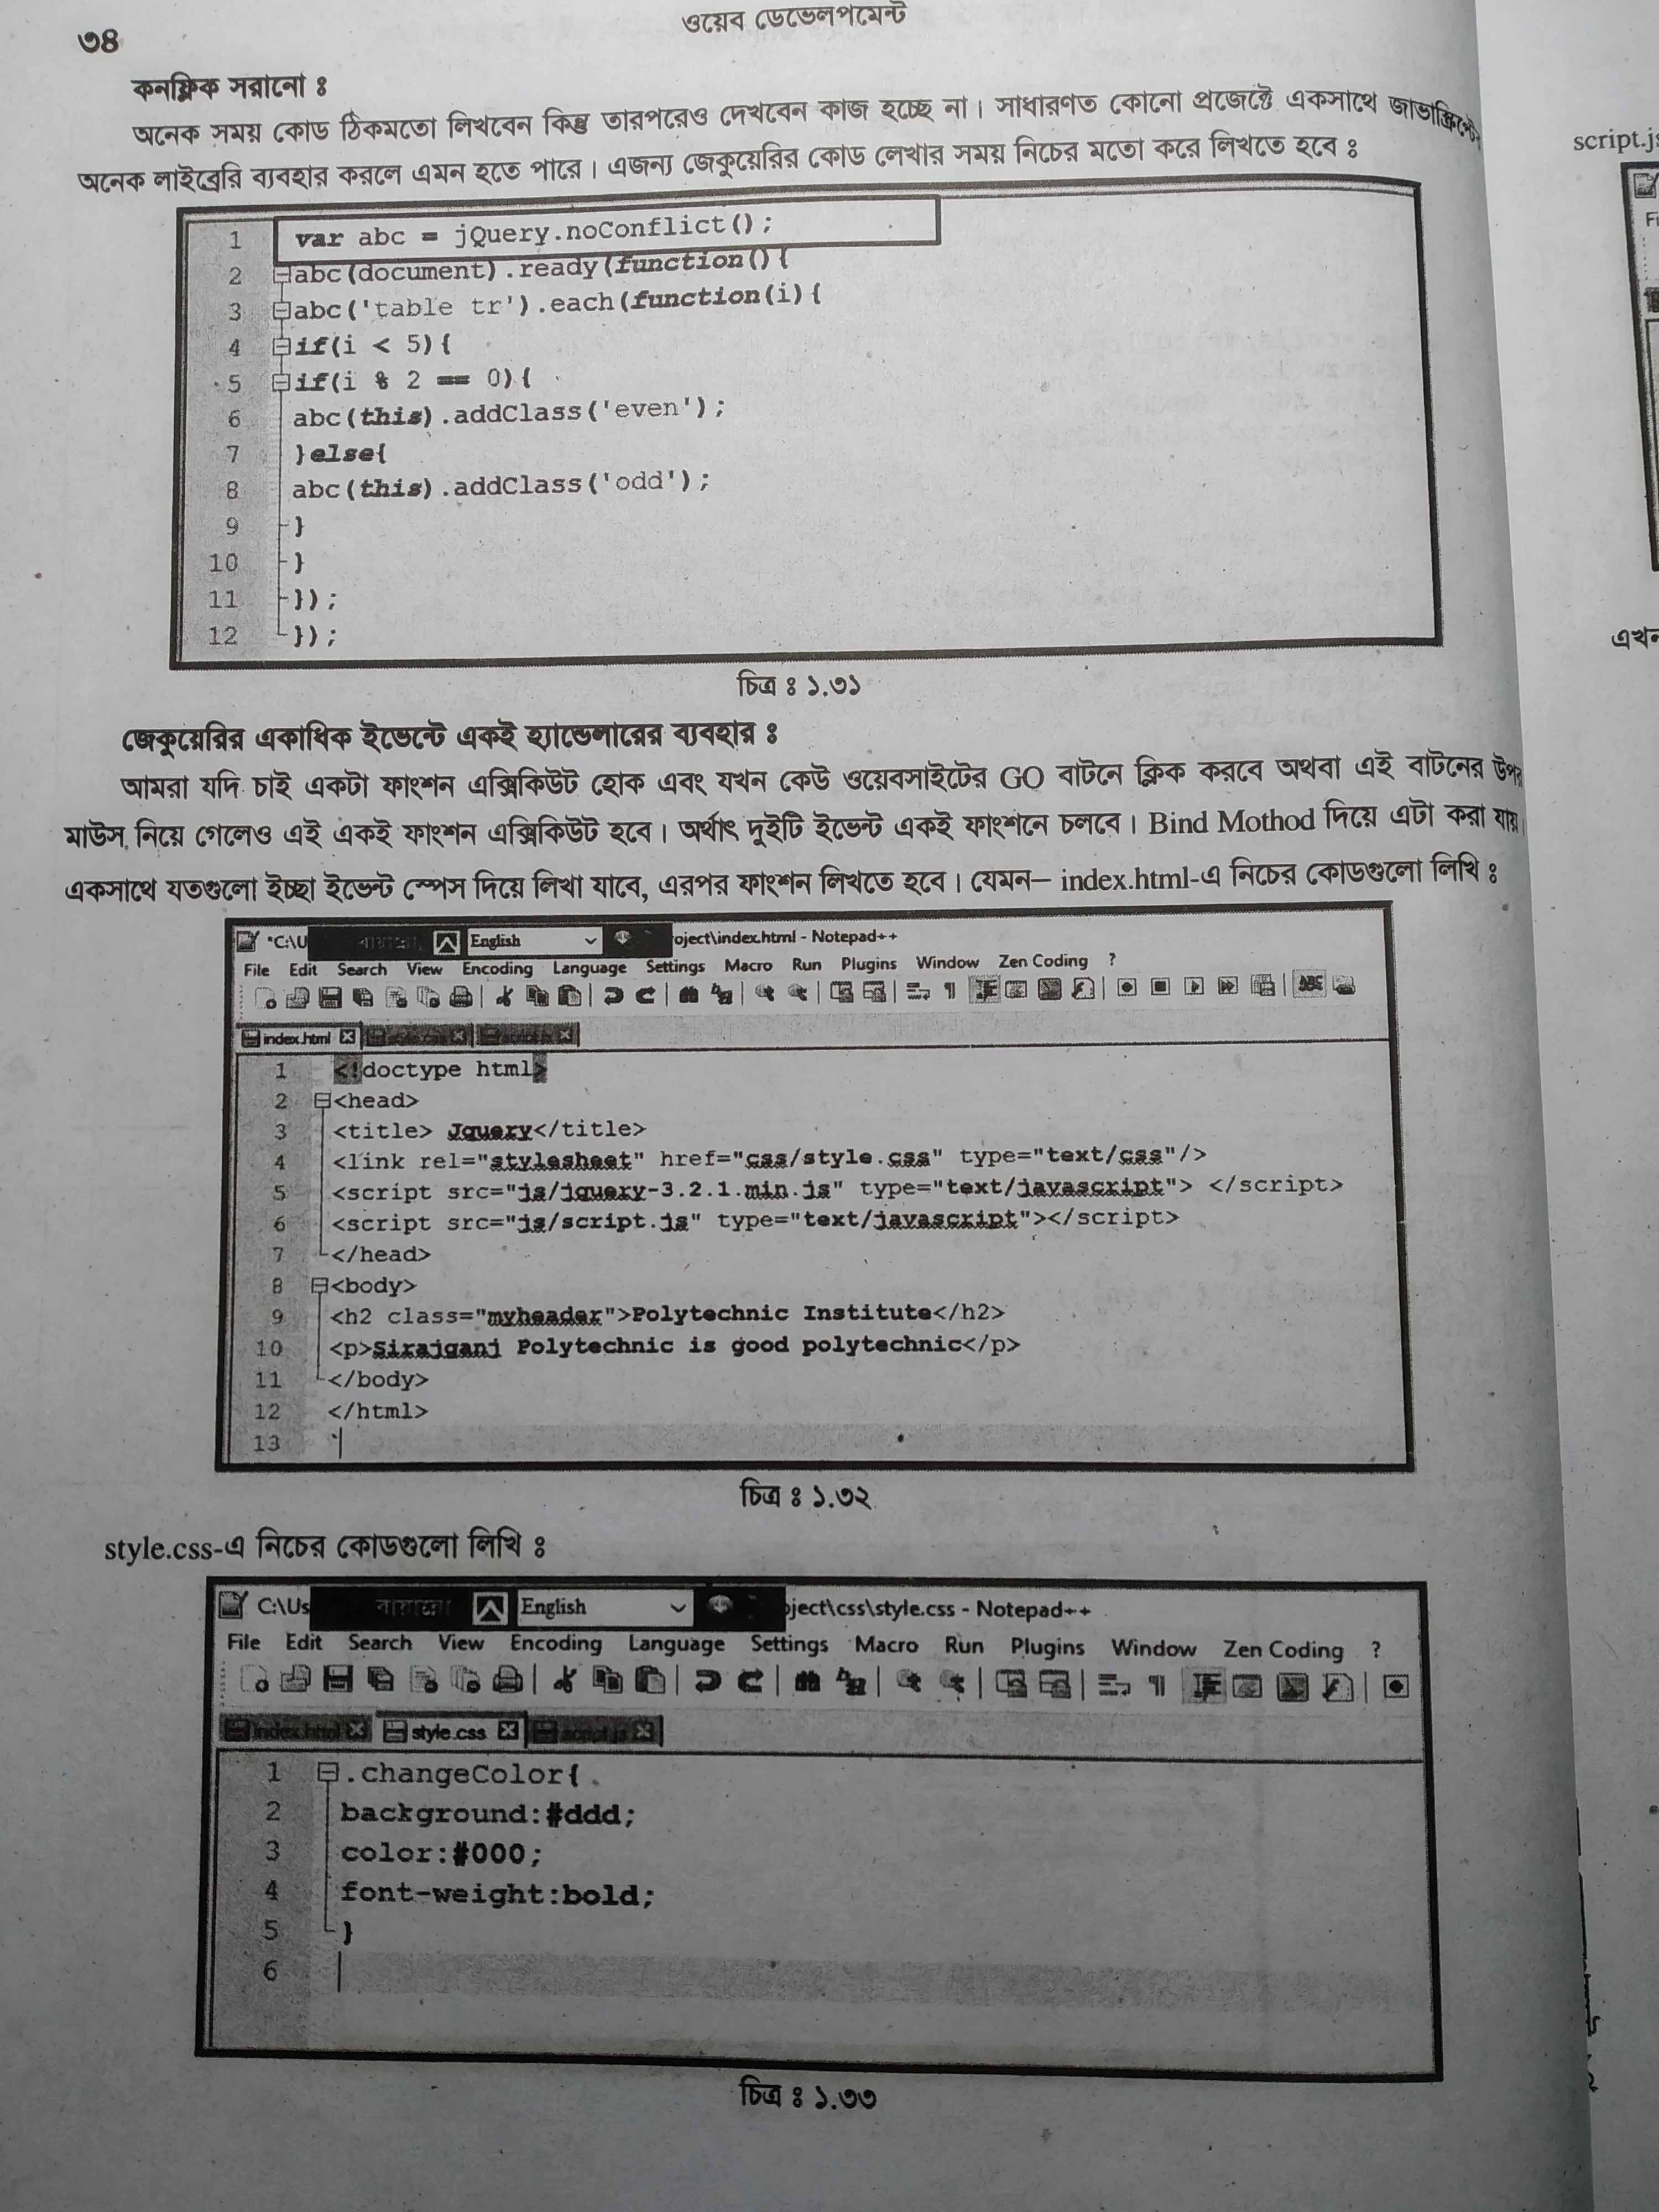 ৩৪
ওয়েব ডেভেলপমেন্ট
কনফ্লিক সরানো ঃ
অনেক সময় কোড ঠিকমতো লিখবেন কিন্তু তারপরেও দেখবেন কাজ হচ্ছে না। সাধারণত কোনো প্রজেক্টে একসাথে জাভাস্ক্রিপ্টের
অনেক লাইব্রেরি ব্যবহার করলে এমন হতে পারে। এজন্য জেকুয়েরির কোড লেখার সময় নিচের মতো করে লিখতে হবে ঃ
1 var abc = jQuery.noConflict();
2 abc(document).ready(function(){
3 abc('table tr').each(function(i){
4 if(i < 5){
5 if(i % 2 == 0){
6 abc(this).addClass('even');
7 }else{
8 abc(this).addClass('odd');
9 }
10 }
11 });
12 });
চিত্র ঃ ১.৩১
জেকুয়েরির একাধিক ইভেন্টে একই হ্যান্ডেলারের ব্যবহার ঃ
আমরা যদি চাই একটা ফাংশন এক্সিকিউট হোক এবং যখন কেউ ওয়েবসাইটের GO বাটনে ক্লিক করবে অথবা এই বাটনের উপর
মাউস নিয়ে গেলেও এই একই ফাংশন এক্সিকিউট হবে। অর্থাৎ দুইটি ইভেন্ট একই ফাংশনে চলবে। Bind Mothod দিয়ে এটা করা যায়।
একসাথে যতগুলো ইচ্ছা ইভেন্ট স্পেস দিয়ে লিখা যাবে, এরপর ফাংশন লিখতে হবে। যেমন– index.html-এ নিচের কোডগুলো লিখি ঃ
*C:\U English oject\index.html - Notepad++
File Edit Search View Encoding Language Settings Macro Run Plugins Window Zen Coding ?
index.html style.css script.js
1 <!doctype html>
2 <head>
3 <title> Jquery</title>
4 <link rel="stylesheet" href="css/style.css" type="text/css"/>
5 <script src="js/jquery-3.2.1.min.js" type="text/javascript"> </script>
6 <script src="js/script.js" type="text/javascript"></script>
7 </head>
8 <body>
9 <h2 class="myheader">Polytechnic Institute</h2>
10 <p>Sirajganj Polytechnic is good polytechnic</p>
11 </body>
12 </html>
13
চিত্র ঃ ১.৩২
style.css-এ নিচের কোডগুলো লিখি ঃ
C:\Us English oject\css\style.css - Notepad++
File Edit Search View Encoding Language Settings Macro Run Plugins Window Zen Coding ?
index.html style.css script.js
1 .changeColor{
2 background:#ddd;
3 color:#000;
4 font-weight:bold;
5 }
6
চিত্র ঃ ১.৩৩